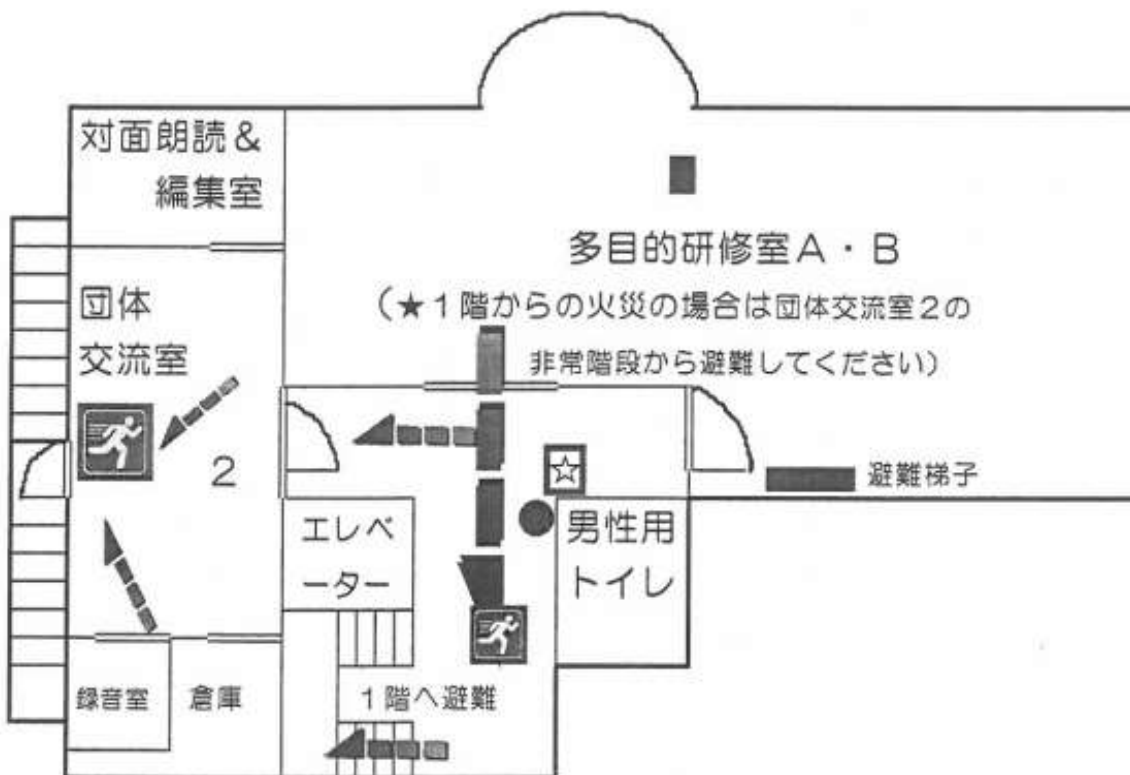 対面朗読＆
編集室
多目的研修室Ａ・Ｂ
（★１階からの火災の場合は団体交流室２の
非常階段から避難してください）
団体
交流室
２
☆
避難梯子
エレベ
ーター
男性用
トイレ
録音室
倉庫
１階へ避難